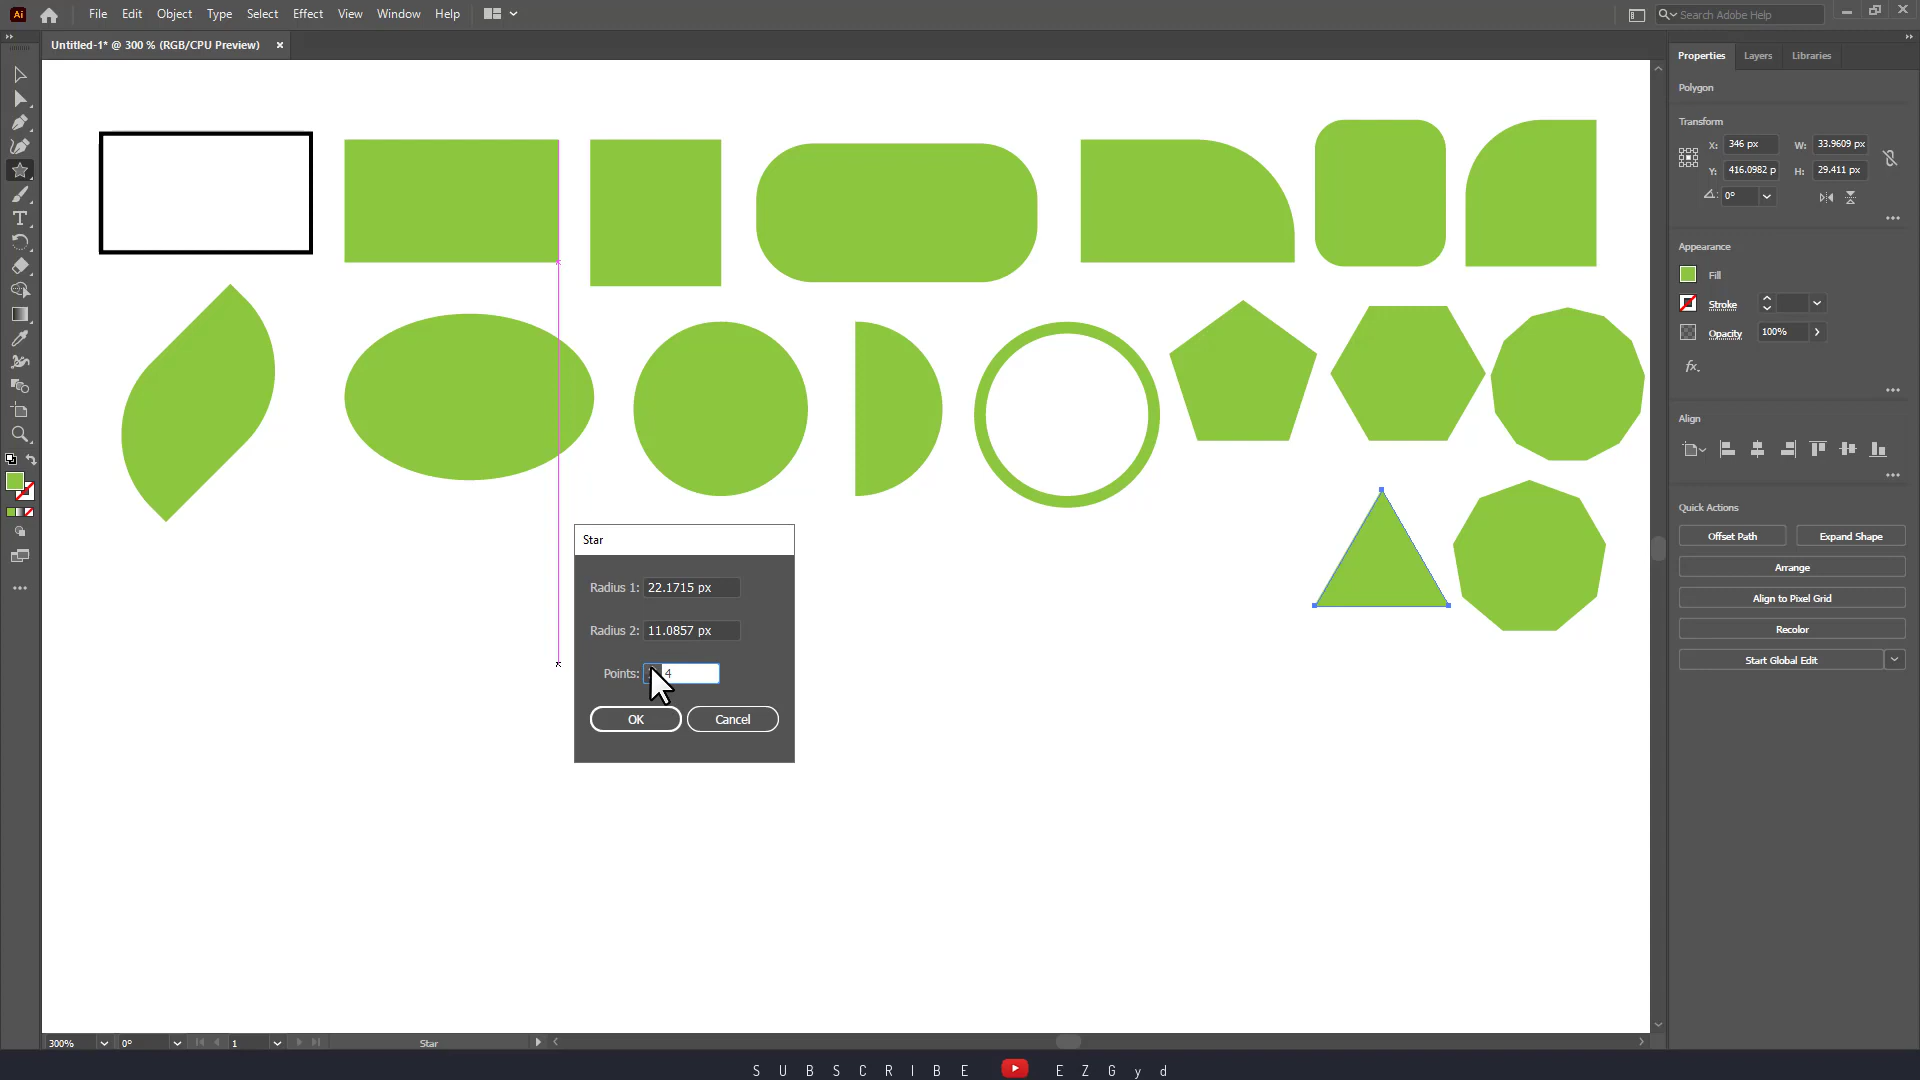 Ai File Edit Object Type Select Effect View Window Help Search Adobe Help
Untitled-1* @ 300 % (RGB/CPU Preview) ×
Properties Layers Libraries
Polygon
Transform
X: 346 px W: 33.9609 px
Y: 416.0982 p H: 29.411 px
0°
Appearance
Fill
Stroke
Opacity 100%
fx.
Align
Quick Actions
Offset Path Expand Shape
Arrange
Align to Pixel Grid
Recolor
Start Global Edit
Star
Radius 1: 22.1715 px
Radius 2: 11.0857 px
Points: 4
OK Cancel
300% 0° 1 Star
SUBSCRIBE EZGyd